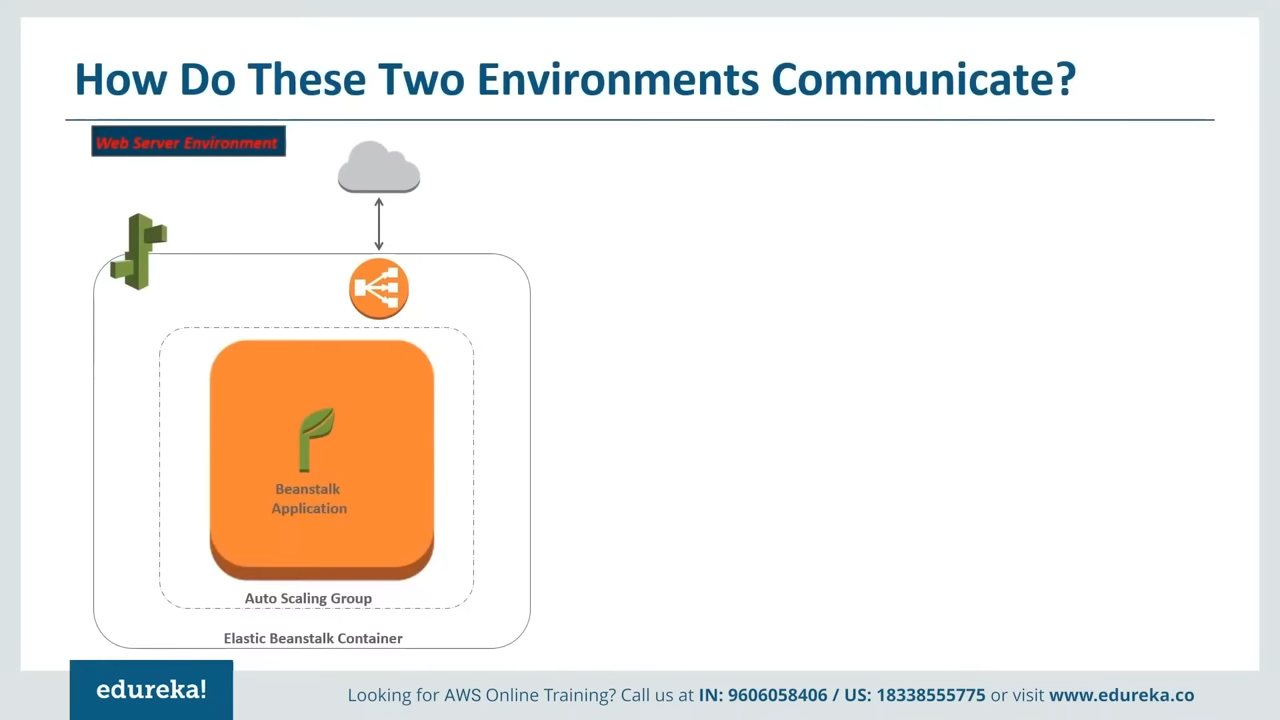 How Do These Two Environments Communicate?
Web Server Environment
Beanstalk
Application
Auto Scaling Group
Elastic Beanstalk Container
edureka!
Looking for AWS Online Training? Call us at IN: 9606058406 / US: 18338555775 or visit www.edureka.co